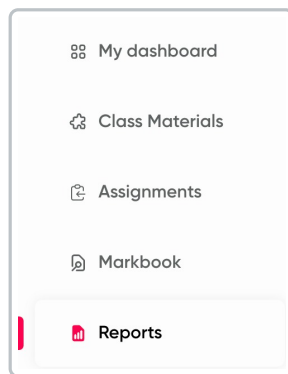 My dashboard
Class Materials
Assignments
Markbook
Reports